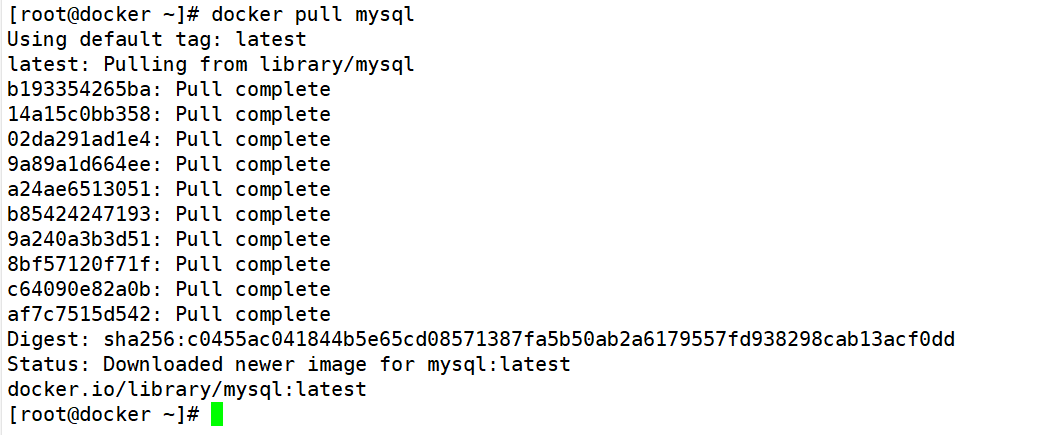 [root@docker ~]# docker pull mysql
Using default tag: latest
latest: Pulling from library/mysql
b193354265ba: Pull complete
14a15c0bb358: Pull complete
02da291ad1e4: Pull complete
9a89a1d664ee: Pull complete
a24ae6513051: Pull complete
b85424247193: Pull complete
9a240a3b3d51: Pull complete
8bf57120f71f: Pull complete
c64090e82a0b: Pull complete
af7c7515d542: Pull complete
Digest: sha256:c0455ac041844b5e65cd08571387fa5b50ab2a6179557fd938298cab13acf0dd
Status: Downloaded newer image for mysql:latest
docker.io/library/mysql:latest
[root@docker ~]#